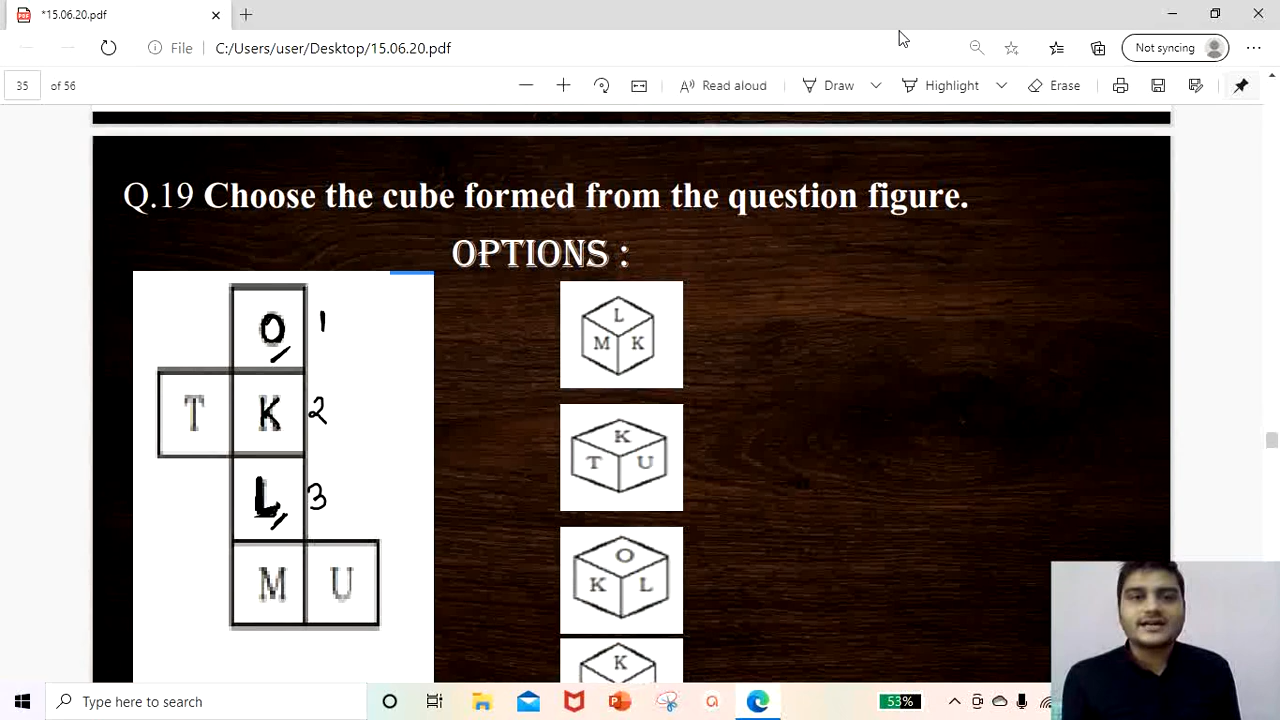 *15.06.20.pdf
File C:/Users/user/Desktop/15.06.20.pdf Not syncing
35 of 56 Read aloud Draw Highlight Erase
Q.19 Choose the cube formed from the question figure.
OPTIONS :
O 1
T K 2
L 3
M U
L
M K
K
T U
O
K L
K
Type here to search 53%